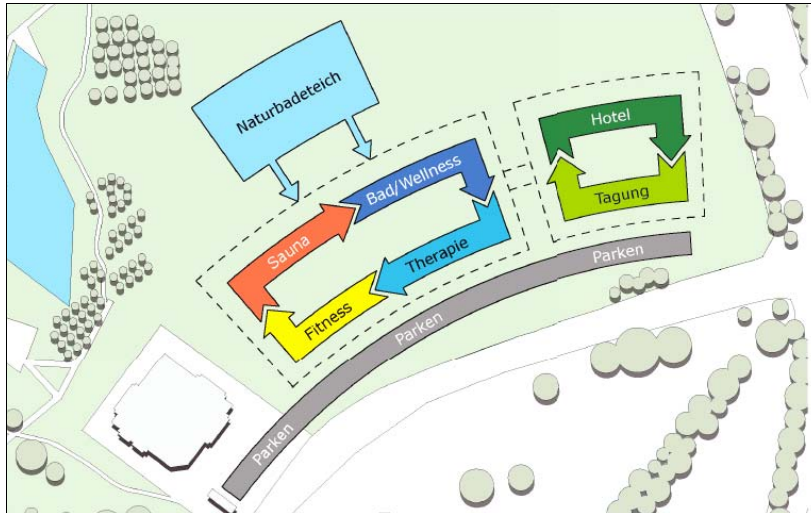 Naturbadeteich
Hotel
Tagung
Bad/Wellness
Sauna
Therapie
Fitness
Parken
Parken
Parken